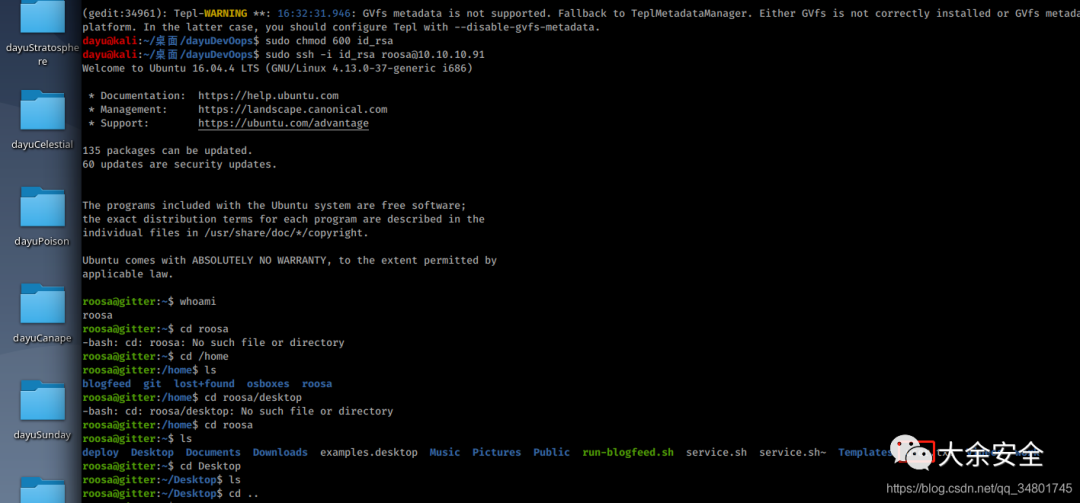 (gedit:34961): Tepl-WARNING **: 16:32:31.946: GVfs metadata is not supported. Fallback to TeplMetadataManager. Either GVfs is not correctly installed or GVfs metad
platform. In the latter case, you should configure Tepl with --disable-gvfs-metadata.
dayu@kali:~/桌面/dayuDevOops$ sudo chmod 600 id_rsa
dayu@kali:~/桌面/dayuDevOops$ sudo ssh -i id_rsa roosa@10.10.10.91
Welcome to Ubuntu 16.04.4 LTS (GNU/Linux 4.13.0-37-generic i686)
* Documentation: https://help.ubuntu.com
* Management: https://landscape.canonical.com
* Support: https://ubuntu.com/advantage
135 packages can be updated.
60 updates are security updates.
The programs included with the Ubuntu system are free software;
the exact distribution terms for each program are described in the
individual files in /usr/share/doc/*/copyright.
Ubuntu comes with ABSOLUTELY NO WARRANTY, to the extent permitted by
applicable law.
roosa@gitter:~$ whoami
roosa
roosa@gitter:~$ cd roosa
-bash: cd: roosa: No such file or directory
roosa@gitter:~$ cd /home
roosa@gitter:/home$ ls
blogfeed git lost+found osboxes roosa
roosa@gitter:/home$ cd roosa/desktop
-bash: cd: roosa/desktop: No such file or directory
roosa@gitter:/home$ cd roosa
roosa@gitter:~$ ls
deploy Desktop Documents Downloads examples.desktop Music Pictures Public run-blogfeed.sh service.sh service.sh~ Templates
roosa@gitter:~$ cd Desktop
roosa@gitter:~/Desktop$ ls
roosa@gitter:~/Desktop$ cd ..
dayuStratosphe
re
dayuCelestial
dayuPoison
dayuCanape
dayuSunday
大余安全
https://blog.csdn.net/qq_34801745